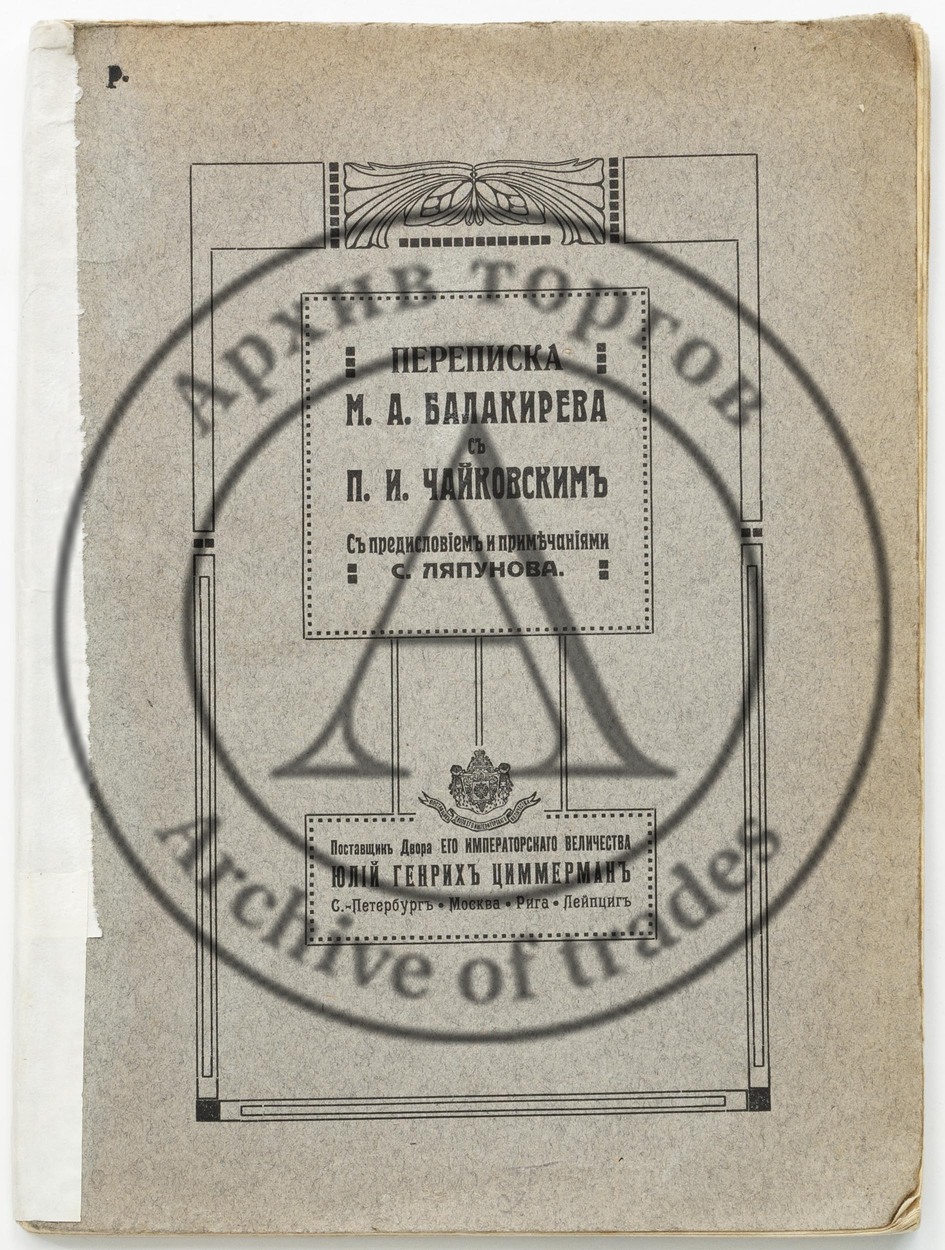 Р.
Архив торгов
ПЕРЕПИСКА
М. А. БАЛАКИРЕВА
СЪ
П. И. ЧАЙКОВСКИМЪ
Съ предисловіемъ и примѣчаніями
С. ЛЯПУНОВА.
А
Поставщикъ Двора ЕГО ИМПЕРАТОРСКАГО ВЕЛИЧЕСТВА
ЮЛІЙ ГЕНРИХЪ ЦИММЕРМАНЪ
С.-Петербургъ • Москва • Рига • Лейпцигъ
Archive of trades